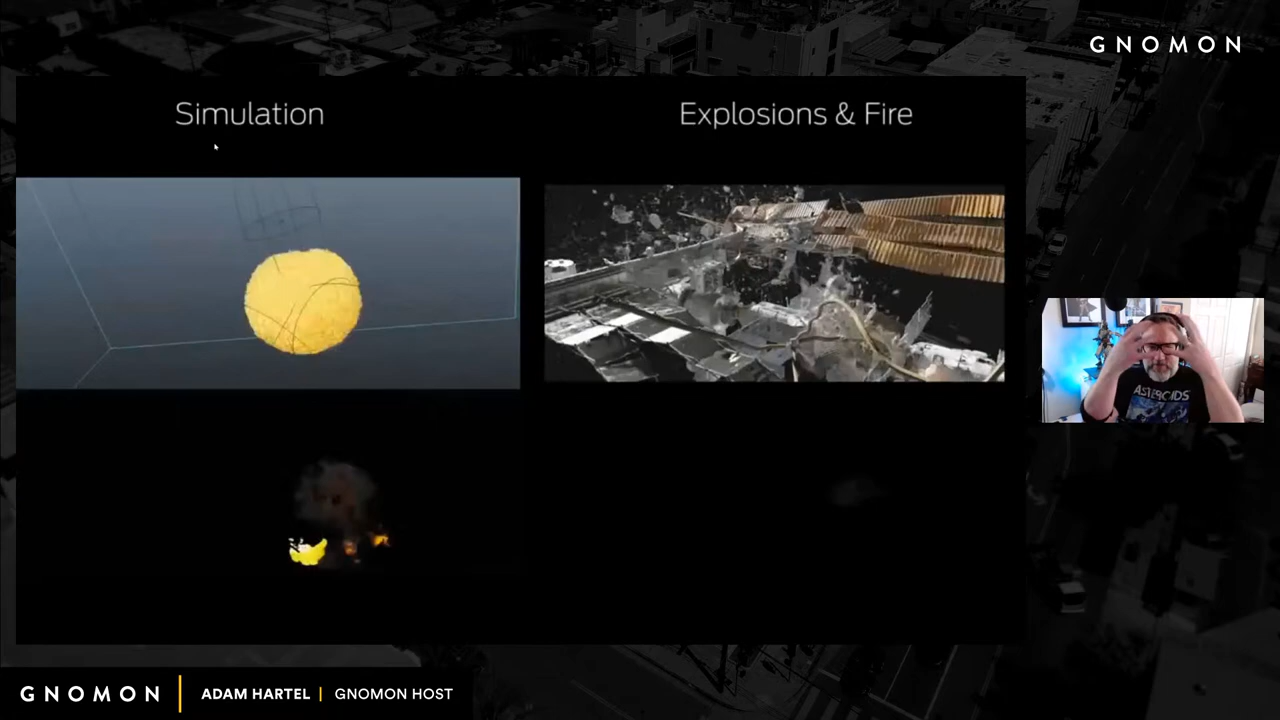 GNOMON
Simulation
Explosions & Fire
ASTEROIDS
GNOMON
ADAM HARTEL | GNOMON HOST